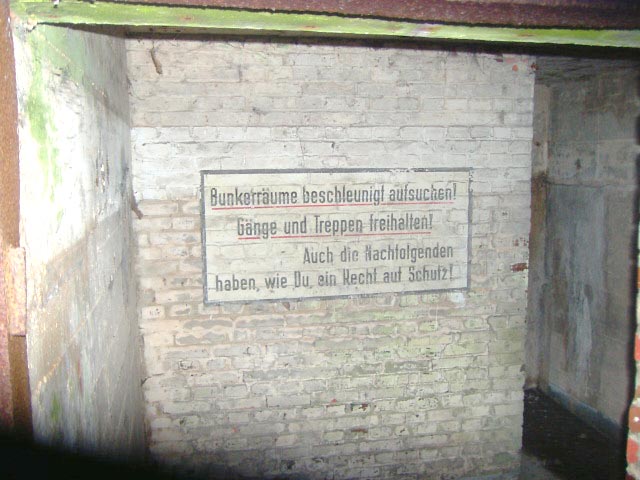 Bunkerräume beschleunigt aufsuchen!
Gänge und Treppen freihalten!
Auch die Nachfolgenden
haben, wie Du, ein Recht auf Schutz!